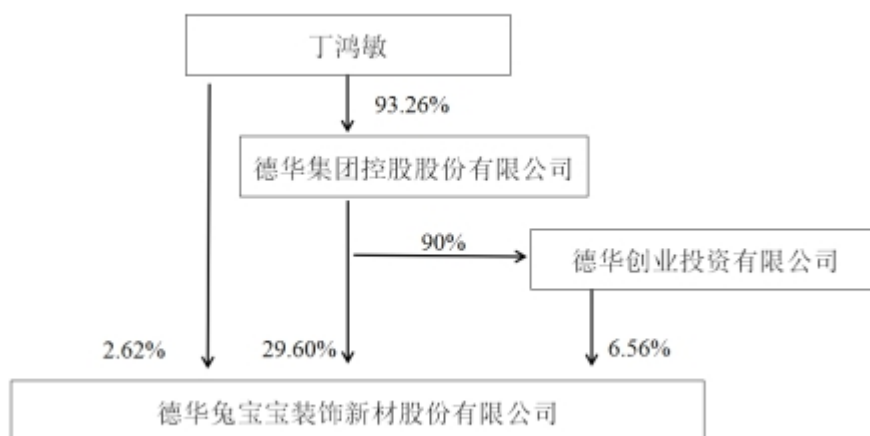 丁鸿敏
93.26%
德华集团控股股份有限公司
90%
德华创业投资有限公司
2.62%
29.60%
6.56%
德华兔宝宝装饰新材股份有限公司